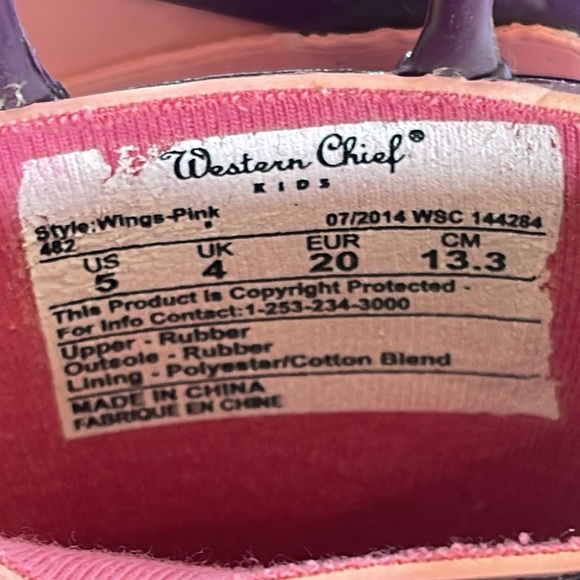 Western Chief®
KIDS
Style:Wings-Pink 07/2014 WSC 144284
482
US UK EUR CM
5 4 20 13.3
This Product is Copyright Protected -
For Info Contact:1-253-234-3000
Upper - Rubber
Outsole - Rubber
Lining - Polyester/Cotton Blend
MADE IN CHINA
FABRIQUE EN CHINE